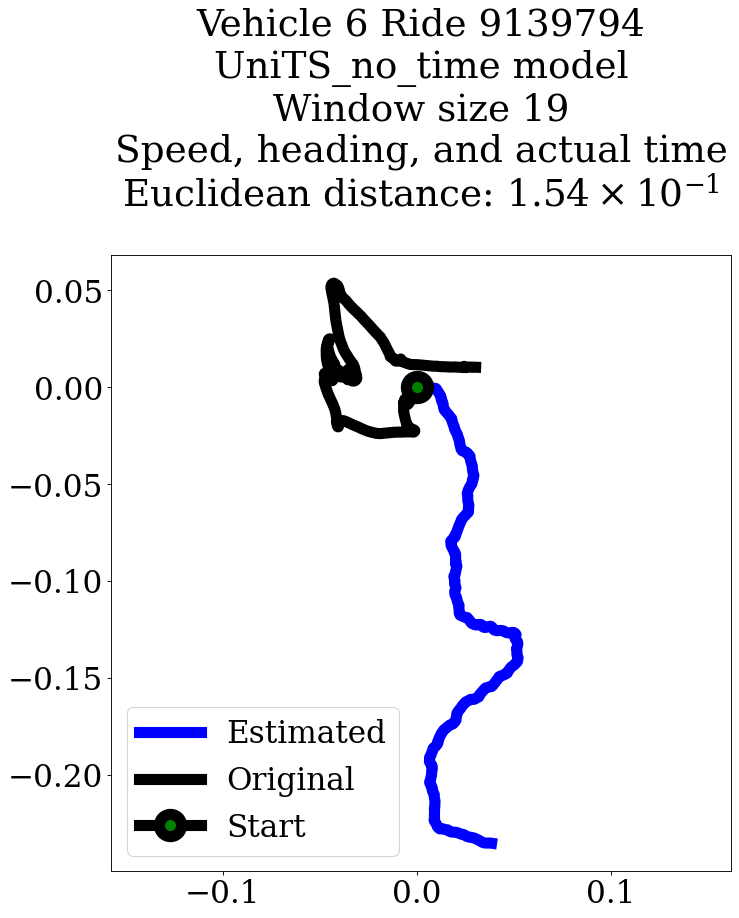 Vehicle 6 Ride 9139794
UniTS_no_time model
Window size 19
Speed, heading, and actual time
Euclidean distance: 1.54 × 10⁻¹
0.05
0.00
−0.05
−0.10
−0.15
−0.20
Estimated
Original
Start
−0.1
0.0
0.1